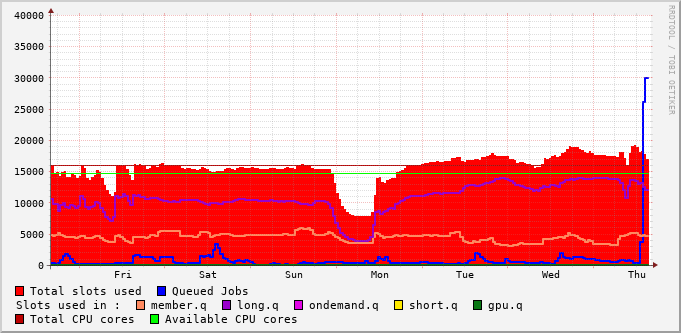 40000
35000
30000
25000
20000
15000
10000
5000
0
Fri Sat Sun Mon Tue Wed Thu
RRDTOOL / TOBI OETIKER
Total slots used Queued Jobs
Slots used in : member.q long.q ondemand.q short.q gpu.q
Total CPU cores Available CPU cores